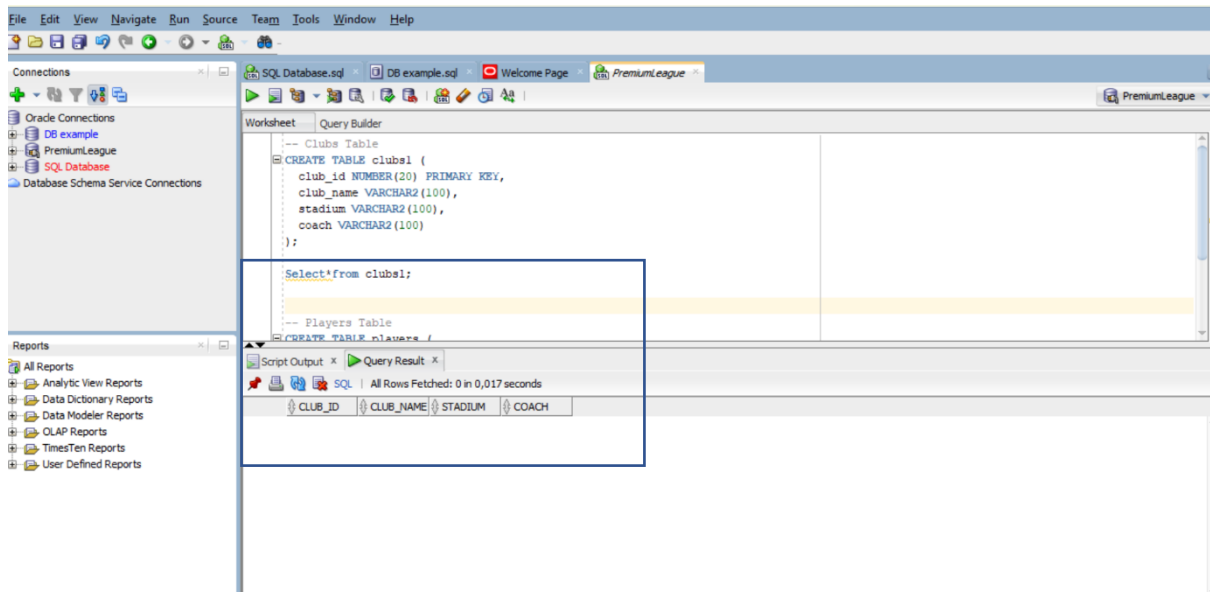 File Edit View Navigate Run Source Team Tools Window Help
Connections
Oracle Connections
DB example
PremiumLeague
SQL Database
Database Schema Service Connections
Reports
All Reports
Analytic View Reports
Data Dictionary Reports
Data Modeler Reports
OLAP Reports
TimesTen Reports
User Defined Reports
SQL Database.sql DB example.sql Welcome Page PremiumLeague
PremiumLeague
Worksheet Query Builder
-- Clubs Table
CREATE TABLE clubs1 (
club_id NUMBER(20) PRIMARY KEY,
club_name VARCHAR2(100),
stadium VARCHAR2(100),
coach VARCHAR2(100)
);
Select*from clubs1;
-- Players Table
CREATE TABLE players (
Script Output Query Result
SQL | All Rows Fetched: 0 in 0,017 seconds
CLUB_ID CLUB_NAME STADIUM COACH